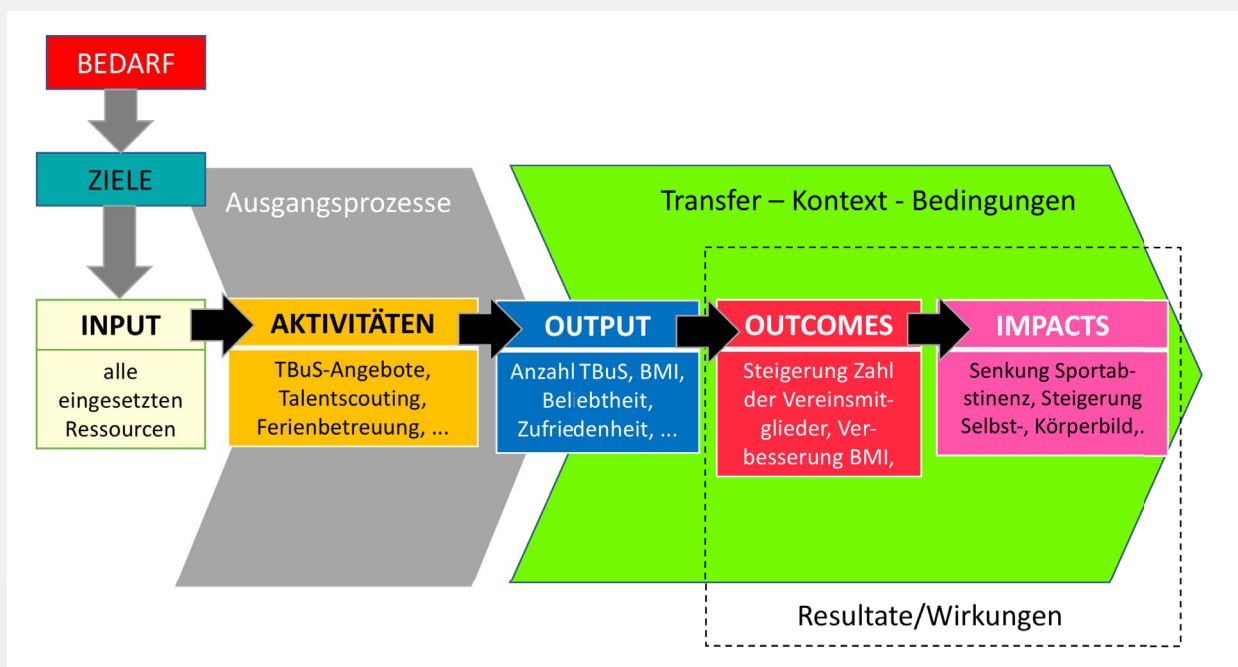 BEDARF
ZIELE
Ausgangsprozesse
Transfer – Kontext - Bedingungen
INPUT
alle
eingesetzten
Ressourcen
AKTIVITÄTEN
TBuS-Angebote,
Talentscouting,
Ferienbetreuung, ...
OUTPUT
Anzahl TBuS, BMI,
Beliebtheit,
Zufriedenheit, ...
OUTCOMES
Steigerung Zahl
der Vereinsmit-
glieder, Ver-
besserung BMI,
IMPACTS
Senkung Sportab-
stinenz, Steigerung
Selbst-, Körperbild,.
Resultate/Wirkungen